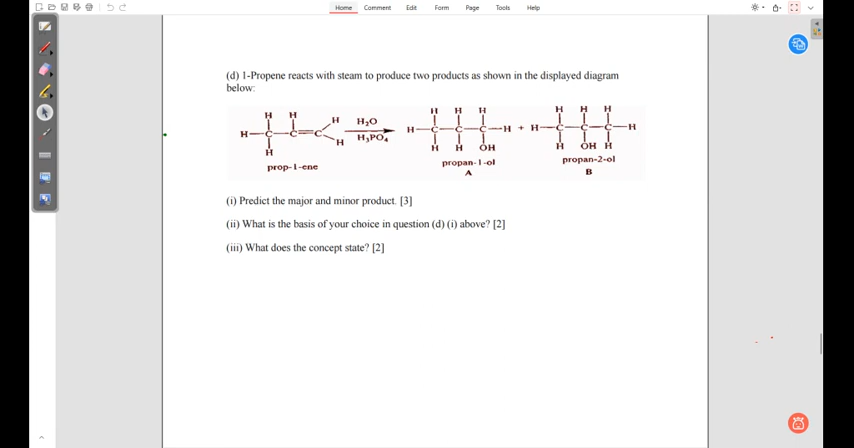 Home Comment Edit Form Page Tools Help
(d) 1-Propene reacts with steam to produce two products as shown in the displayed diagram
below:
H H H H₂O H₃PO₄ H H H H H H
H C C C H H C C C H + H C C C H
H H H OH H OH H
prop-1-ene propan-1-ol propan-2-ol
A B
(i) Predict the major and minor product. [3]
(ii) What is the basis of your choice in question (d) (i) above? [2]
(iii) What does the concept state? [2]